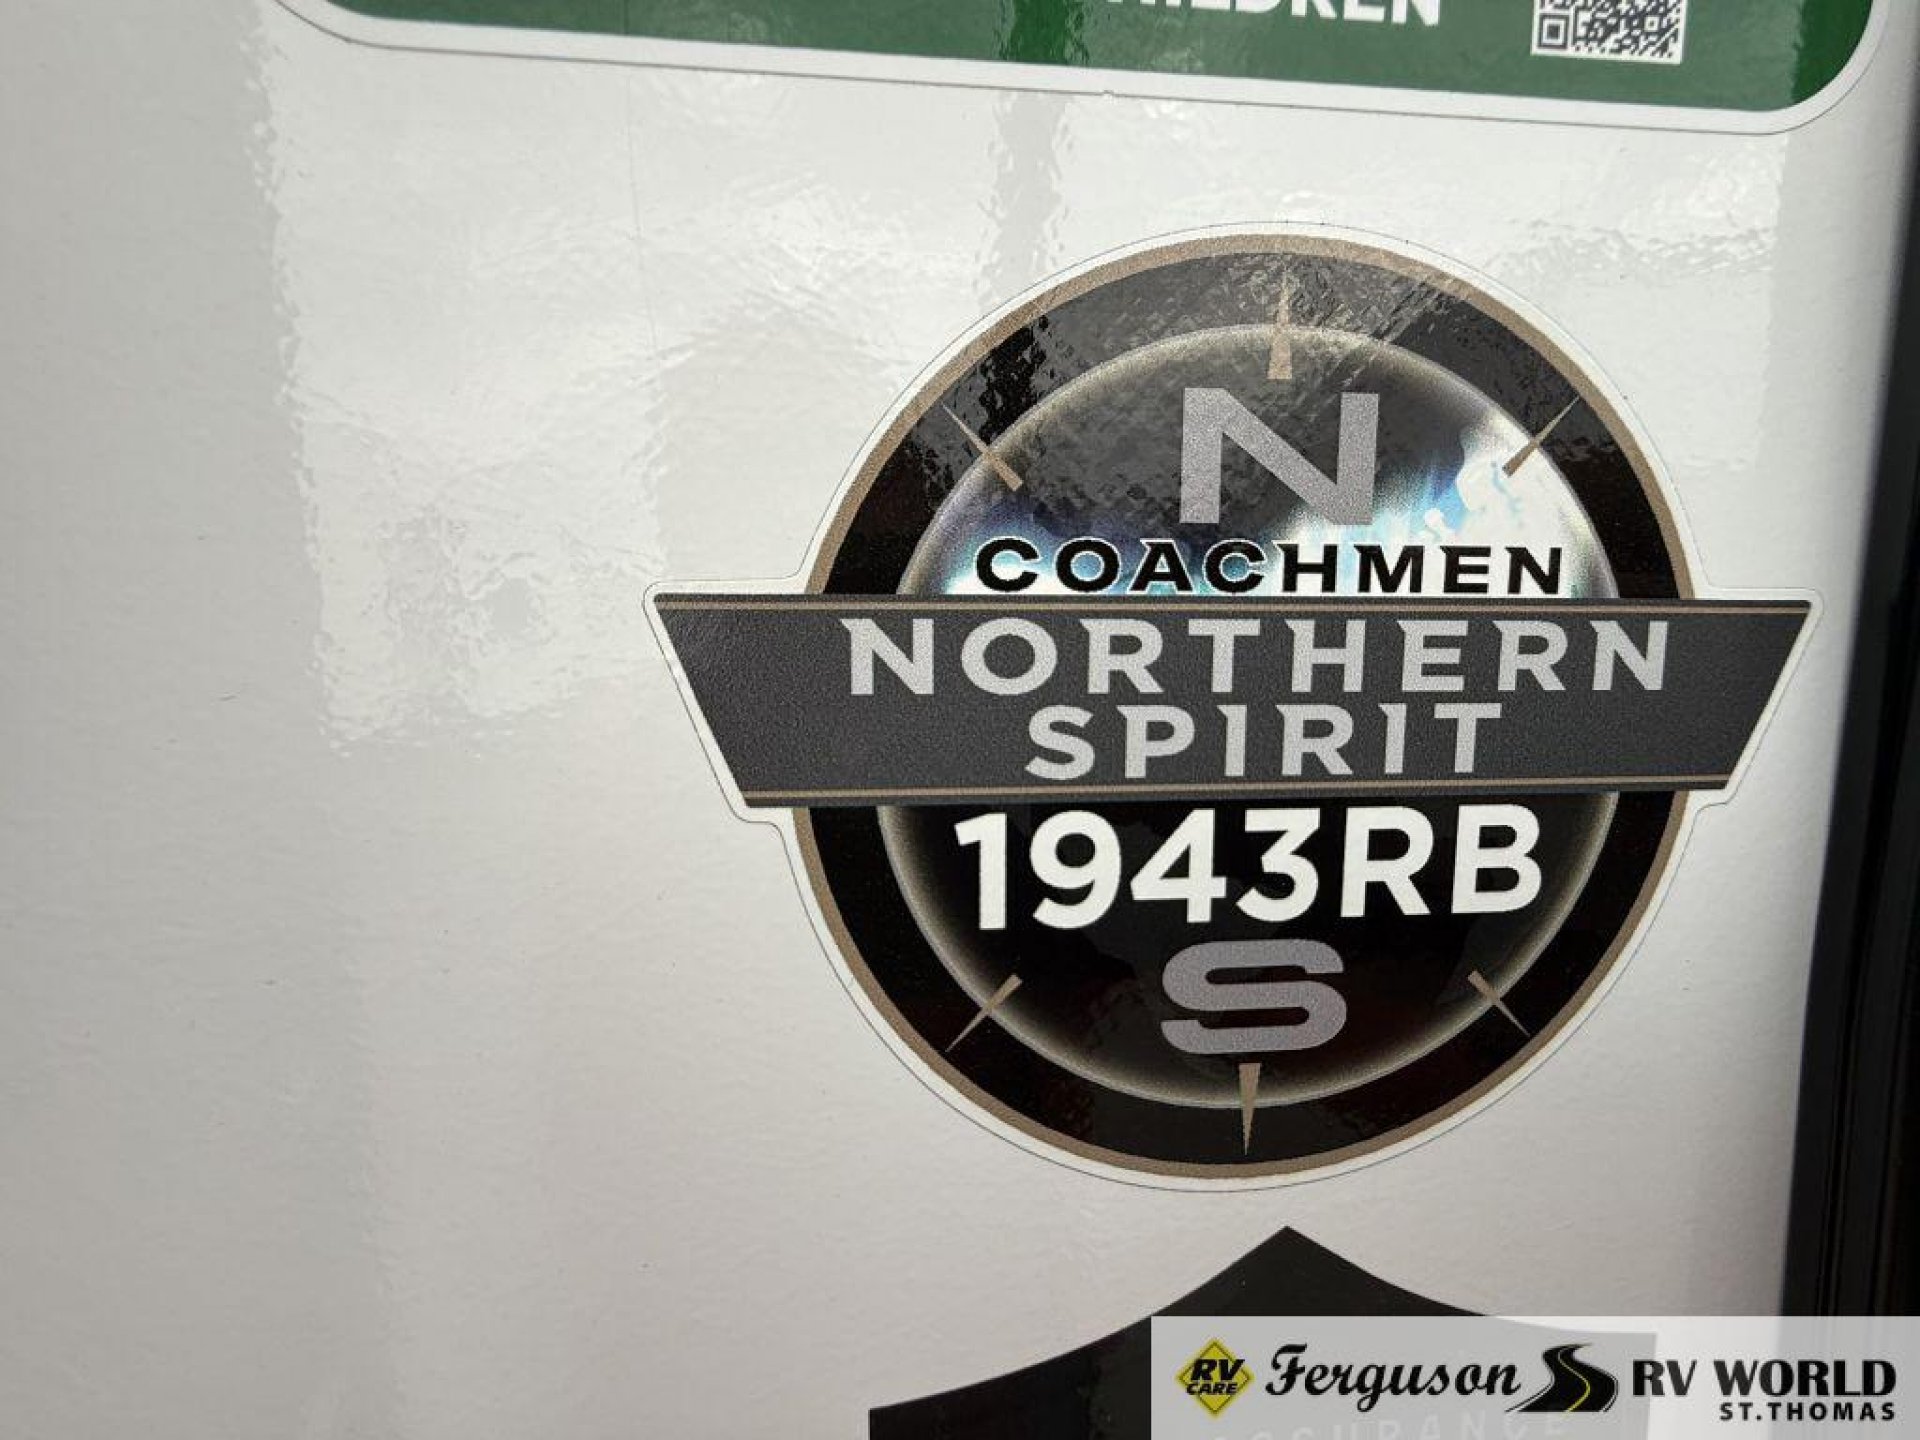 N
COACHMEN
NORTHERN
SPIRIT
1943RB
S
RV
CARE
Ferguson RV WORLD
ST.THOMAS